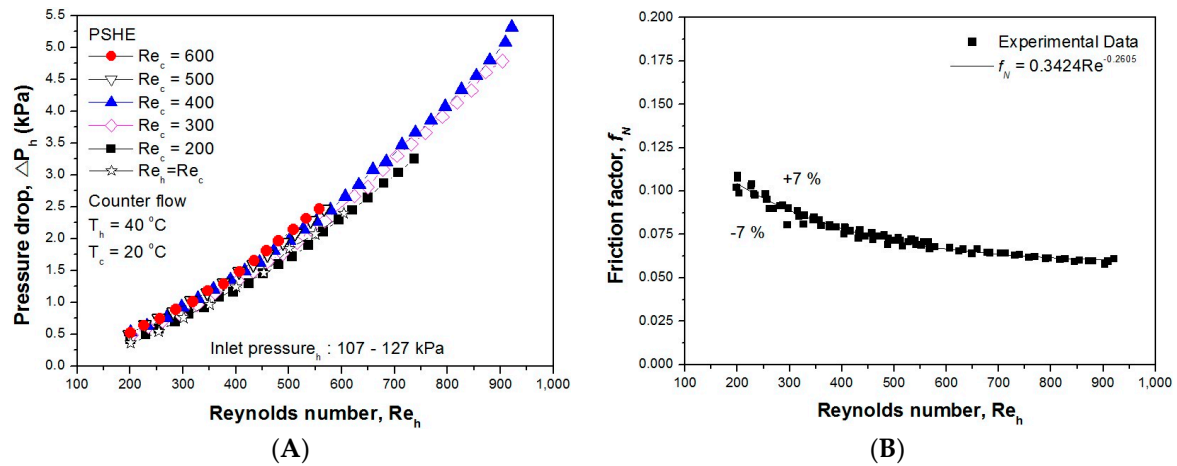 5.5
5.0
4.5
4.0
3.5
3.0
2.5
2.0
1.5
1.0
0.5
0.0
Pressure drop, △P_h (kPa)
PSHE
Re_c = 600
Re_c = 500
Re_c = 400
Re_c = 300
Re_c = 200
Re_h=Re_c
Counter flow
T_h = 40 °C
T_c = 20 °C
Inlet pressure_h : 107 - 127 kPa
100 200 300 400 500 600 700 800 900 1,000
Reynolds number, Re_h
(A)
0.200
0.175
0.150
0.125
0.100
0.075
0.050
0.025
0.000
Friction factor, f_N
Experimental Data
f_N = 0.3424Re^-0.2605
+7 %
-7 %
100 200 300 400 500 600 700 800 900 1,000
Reynolds number, Re_h
(B)